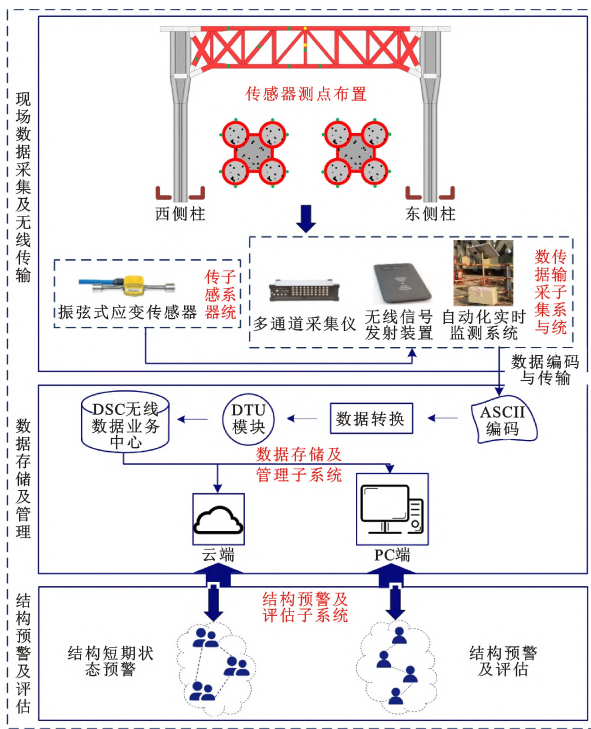 现场数据采集及无线传输
传感器测点布置
西侧柱
东侧柱
振弦式应变传感器
传感器
子系统
多通道采集仪
无线信号
发射装置
自动化实时
监测系统
数据采集与
传输子系统
数据编码
与传输
数据存储及管理
DSC无线
数据业务
中心
DTU
模块
数据转换
ASCII
编码
数据存储及
管理子系统
云端
PC端
结构预警及评估
结构预警及
评估子系统
结构短期状
态预警
结构预警
及评估